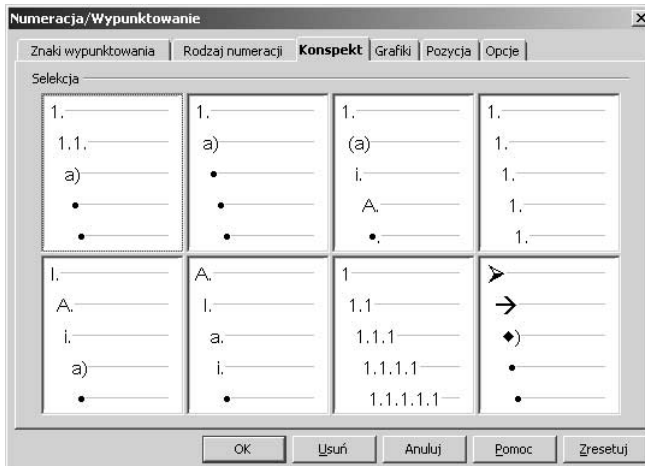 Numeracja/Wypunktowanie
Znaki wypunktowania Rodzaj numeracji Konspekt Grafiki Pozycja Opcje
Selekcja
1.
1.1.
a)
•
•
1.
a)
•
•
•
1.
(a)
i.
A.
•.
1.
1.
1.
1.
1.
I.
A.
i.
a)
•
A.
I.
a.
i.
•
1
1.1
1.1.1
1.1.1.1
1.1.1.1.1
➢
→
◆)
•
•
OK Usuń Anuluj Pomoc Zresetuj